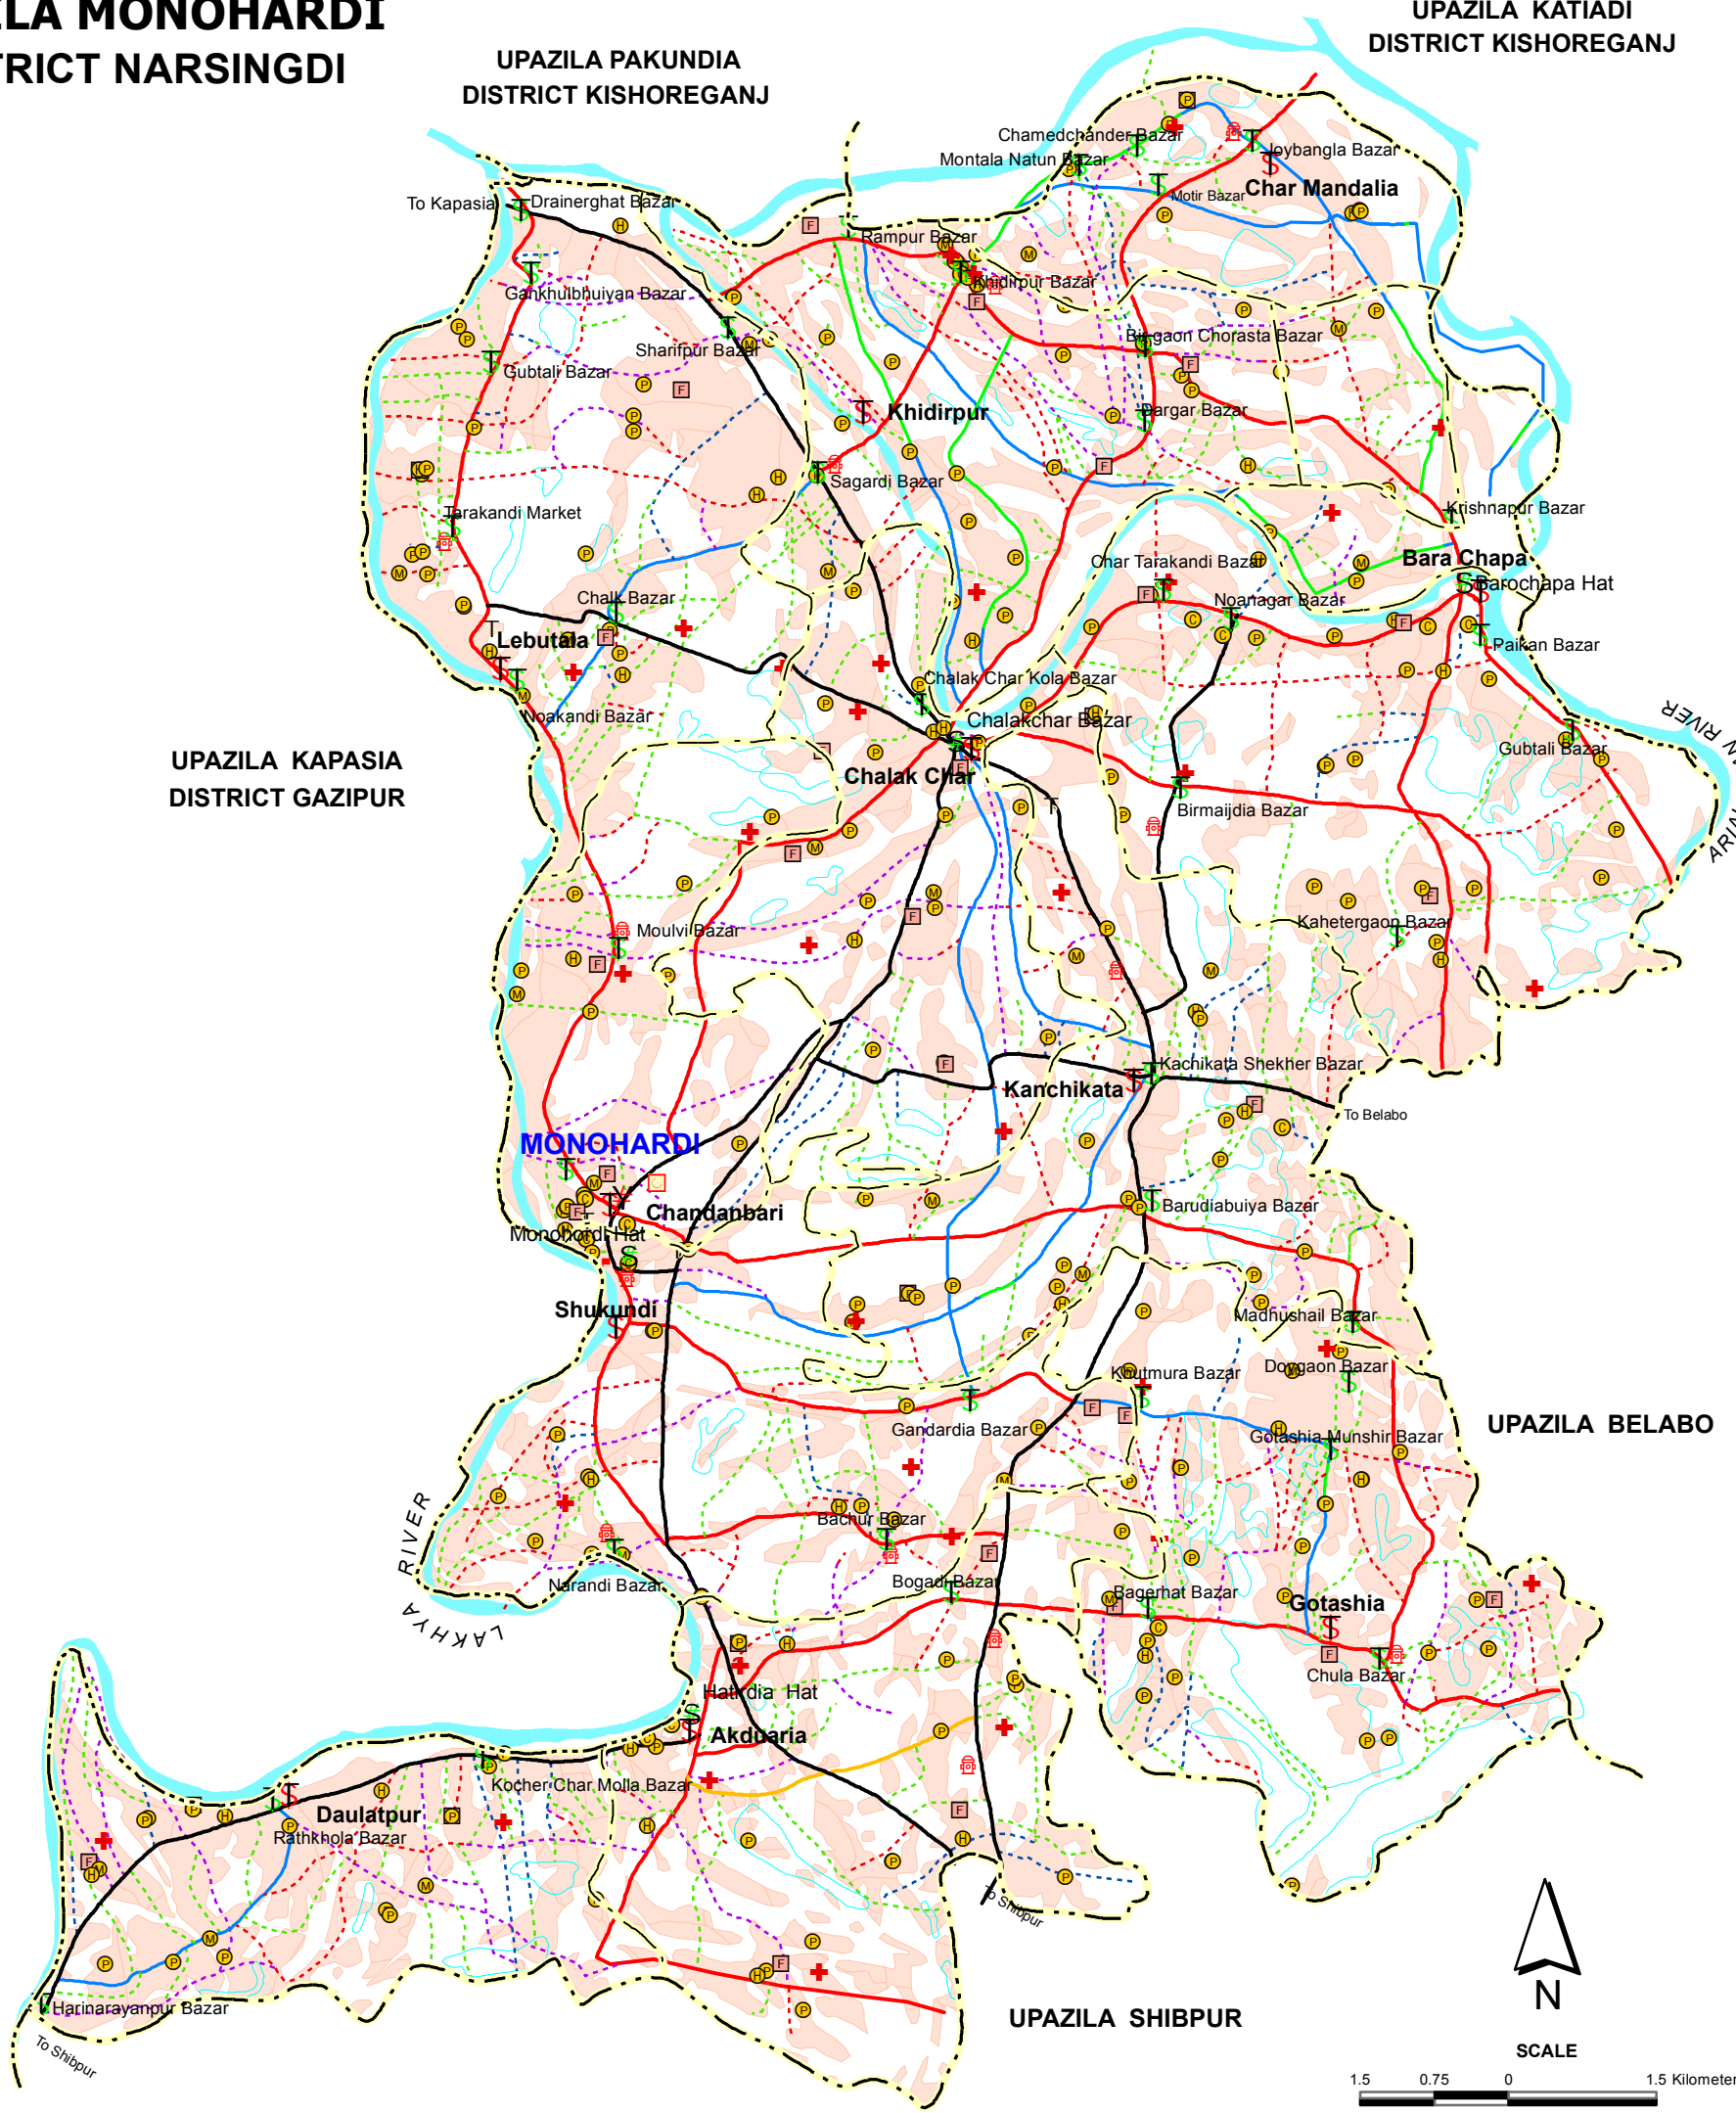 ILA MONOHARDI
TRICT NARSINGDI
UPAZILA PAKUNDIA
DISTRICT KISHOREGANJ
UPAZILA KATIADI
DISTRICT KISHOREGANJ
Chamedchander Bazar
Joybangla Bazar
Montala Natun Bazar
Char Mandalia
Motir Bazar
To Kapasia
Drainerghat Bazar
Rampur Bazar
Khidirpur Bazar
Gankhulbhuiyan Bazar
Sharifpur Bazar
Birgaon Chorasta Bazar
Gubtali Bazar
Khidirpur
Dargar Bazar
Sagardi Bazar
Tarakandi Market
Krishnapur Bazar
Bara Chapa
Char Tarakandi Bazar
Barochapa Hat
Chalk Bazar
Noanagar Bazar
Lebutala
Paikan Bazar
Chalak Char Kola Bazar
Noakandi Bazar
Chalakchar Bazar
RIVER
Gubtali Bazar
UPAZILA KAPASIA
DISTRICT GAZIPUR
Chalak Char
Birmaijdia Bazar
ARIA
Moulvi Bazar
Kahetergaon Bazar
Kachikata Shekher Bazar
Kanchikata
To Belabo
MONOHARDI
Chandanbari
Barudiabuiya Bazar
Monohordi Hat
Shukundi
Madhushail Bazar
Khutmura Bazar
Doygaon Bazar
Gandardia Bazar
Gotashia Munshir Bazar
UPAZILA BELABO
Bachur Bazar
LAKHYA RIVER
Narandi Bazar
Bogadi Bazar
Bagerhat Bazar
Gotashia
Chula Bazar
Hatirdia Hat
Akduaria
Kocher Char Molla Bazar
Daulatpur
Rathkhola Bazar
To Shibpur
Harinarayanpur Bazar
To Shibpur
UPAZILA SHIBPUR
N
SCALE
1.5 0.75 0 1.5 Kilometer